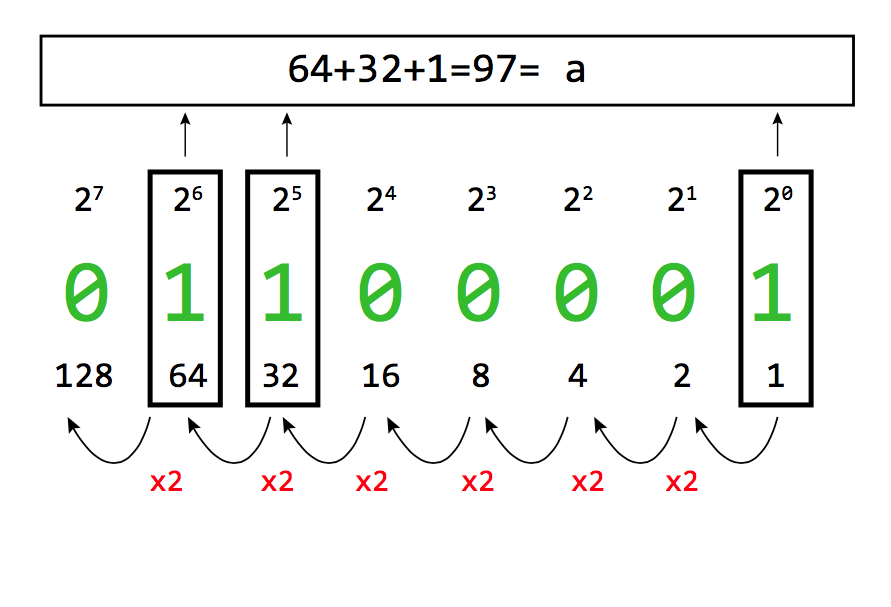 64+32+1=97= a
2⁷ 2⁶ 2⁵ 2⁴ 2³ 2² 2¹ 2⁰
0 1 1 0 0 0 0 1
128 64 32 16 8 4 2 1
x2 x2 x2 x2 x2 x2